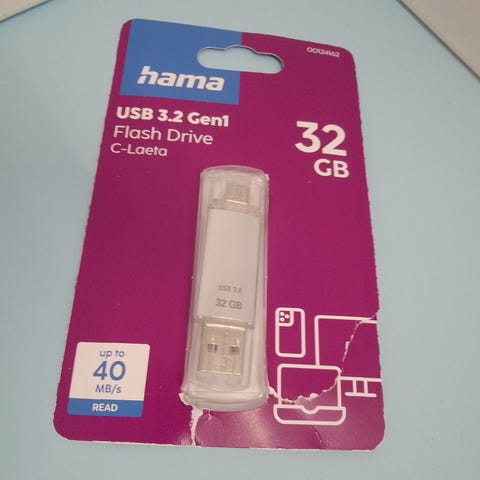 00124162
hama
USB 3.2 Gen1
Flash Drive
C-Laeta
32
GB
USB 3.0
32 GB
up to
40
MB/s
READ